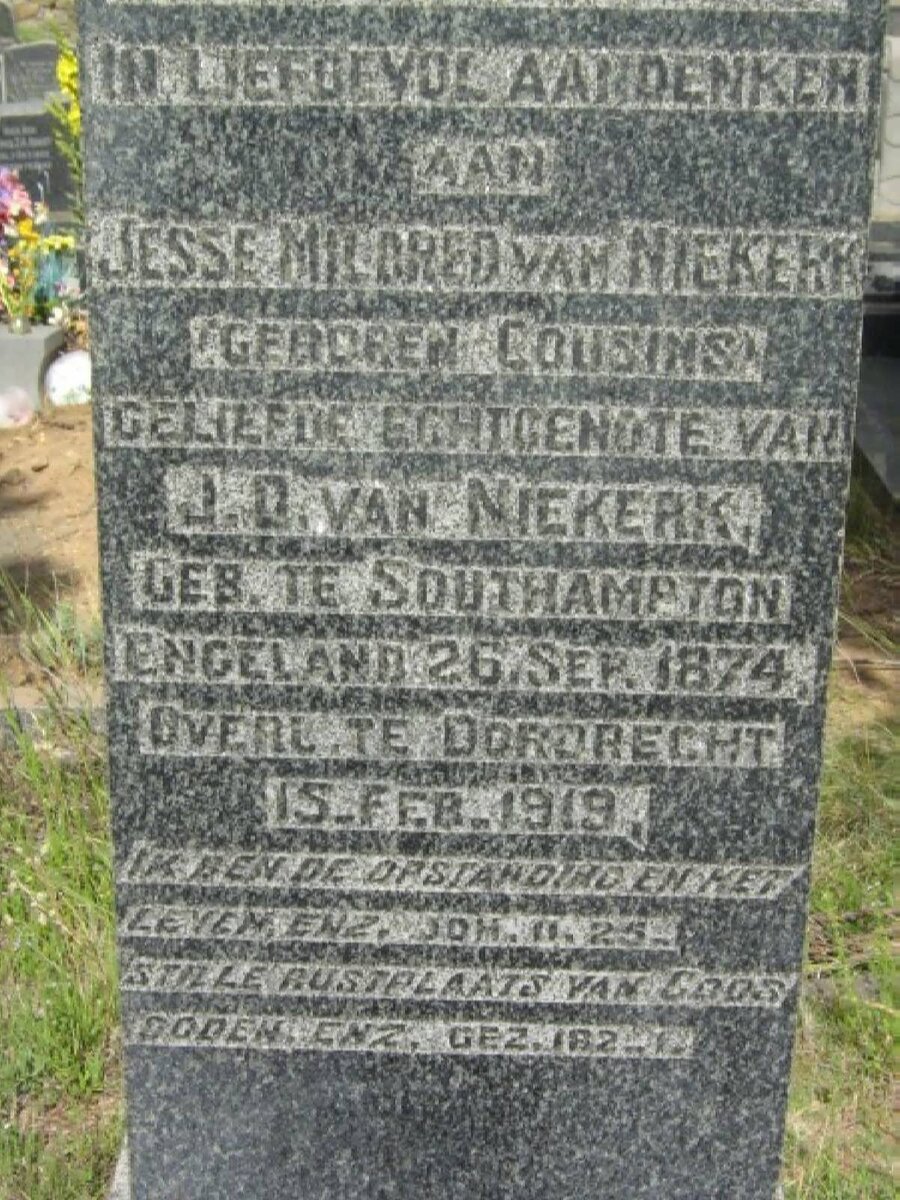 IN LIEFDEVOL AANDENKEN
AAN
JESSE MILDRED VAN NIEKERK
(GEBOREN COUSINS)
GELIEFDE ECHTGENOTE VAN
J. D. VAN NIEKERK,
GEB. TE SOUTHAMPTON
ENGELAND 26 SEP. 1874.
OVERL. TE DORDRECHT
15. FEB. 1919.
IK BEN DE OPSTANDING EN HET
LEVEN. ENZ. JOH. 11. 25.
STILLE RUSTPLAATS VAN GODS
DODEN. ENZ. GEZ. 182-1.